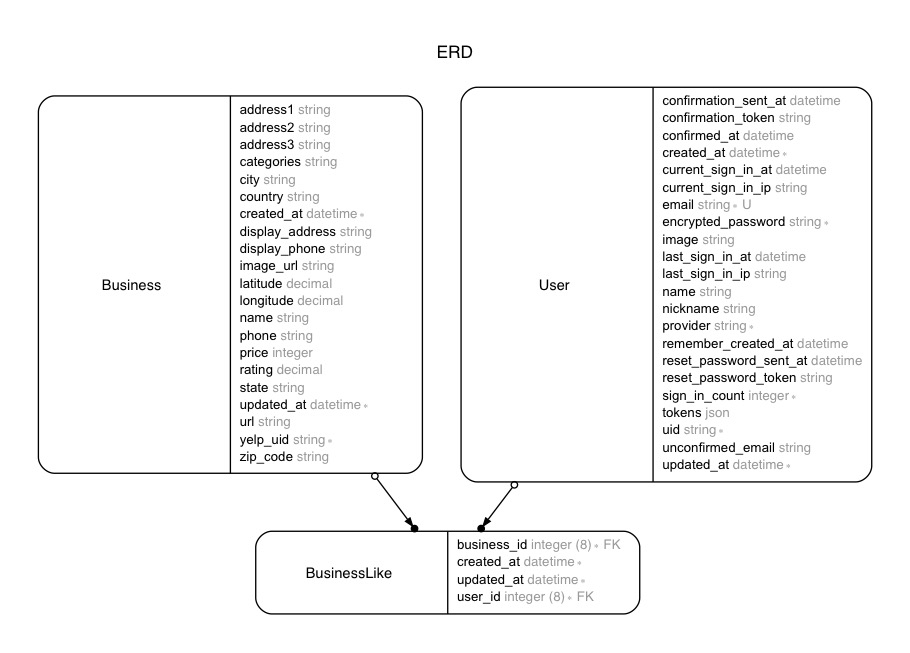 ERD
Business
address1 string
address2 string
address3 string
categories string
city string
country string
created_at datetime ∗
display_address string
display_phone string
image_url string
latitude decimal
longitude decimal
name string
phone string
price integer
rating decimal
state string
updated_at datetime ∗
url string
yelp_uid string ∗
zip_code string
User
confirmation_sent_at datetime
confirmation_token string
confirmed_at datetime
created_at datetime ∗
current_sign_in_at datetime
current_sign_in_ip string
email string ∗ U
encrypted_password string ∗
image string
last_sign_in_at datetime
last_sign_in_ip string
name string
nickname string
provider string ∗
remember_created_at datetime
reset_password_sent_at datetime
reset_password_token string
sign_in_count integer ∗
tokens json
uid string ∗
unconfirmed_email string
updated_at datetime ∗
BusinessLike
business_id integer (8) ∗ FK
created_at datetime ∗
updated_at datetime ∗
user_id integer (8) ∗ FK